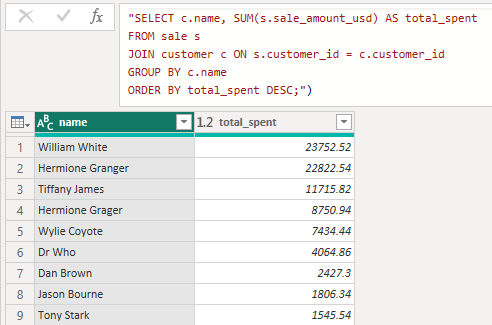 fx
"SELECT c.name, SUM(s.sale_amount_usd) AS total_spent
FROM sale s
JOIN customer c ON s.customer_id = c.customer_id
GROUP BY c.name
ORDER BY total_spent DESC;")
ABC name 1.2 total_spent
1 William White 23752.52
2 Hermione Granger 22822.54
3 Tiffany James 11715.82
4 Hermione Grager 8750.94
5 Wylie Coyote 7434.44
6 Dr Who 4064.86
7 Dan Brown 2427.3
8 Jason Bourne 1806.34
9 Tony Stark 1545.54